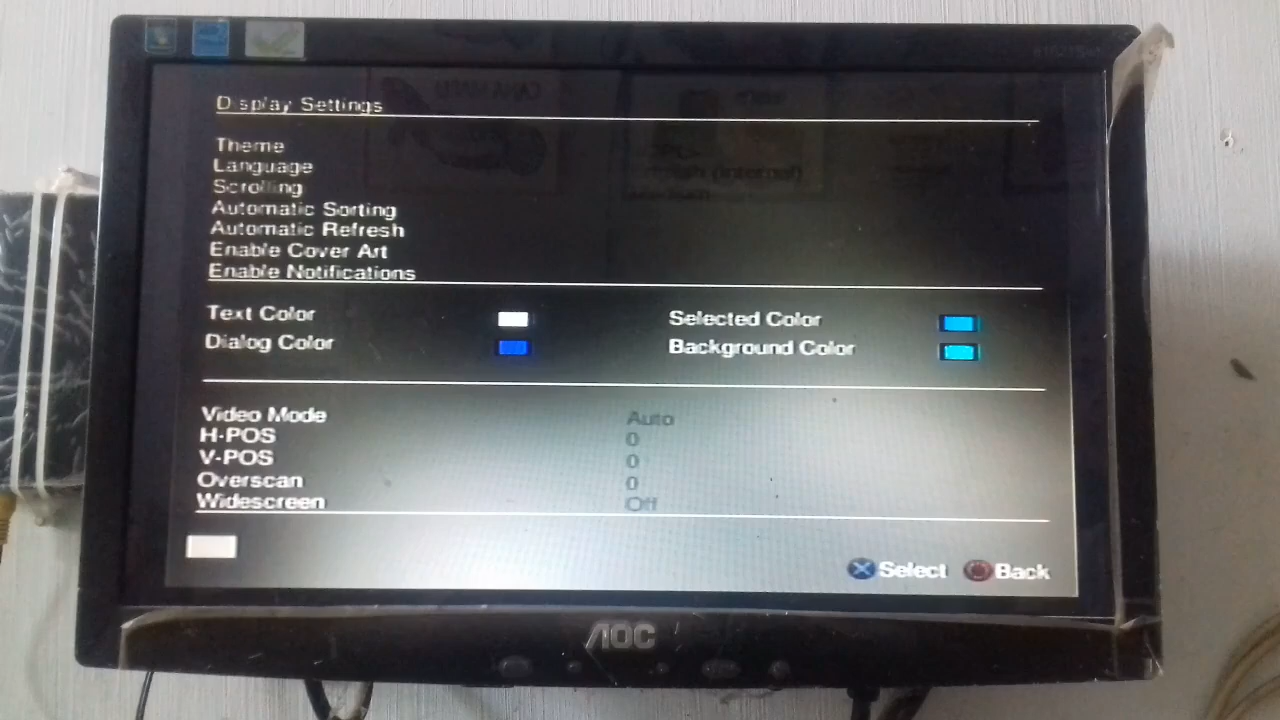 Display Settings
Theme
Language
Scrolling
Automatic Sorting
Automatic Refresh
Enable Cover Art
Enable Notifications
Text Color
Selected Color
Dialog Color
Background Color
Video Mode Auto
H-POS 0
V-POS 0
Overscan 0
Widescreen Off
Select Back
AOC